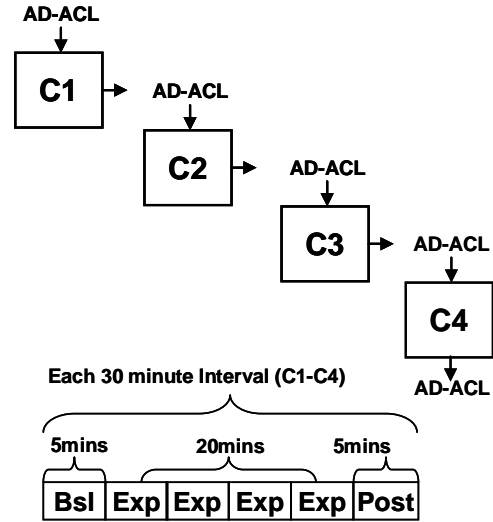 AD-ACL
C1
AD-ACL
C2
AD-ACL
C3
AD-ACL
C4
AD-ACL
Each 30 minute Interval (C1-C4)
5mins 20mins 5mins
Bsl Exp Exp Exp Exp Post